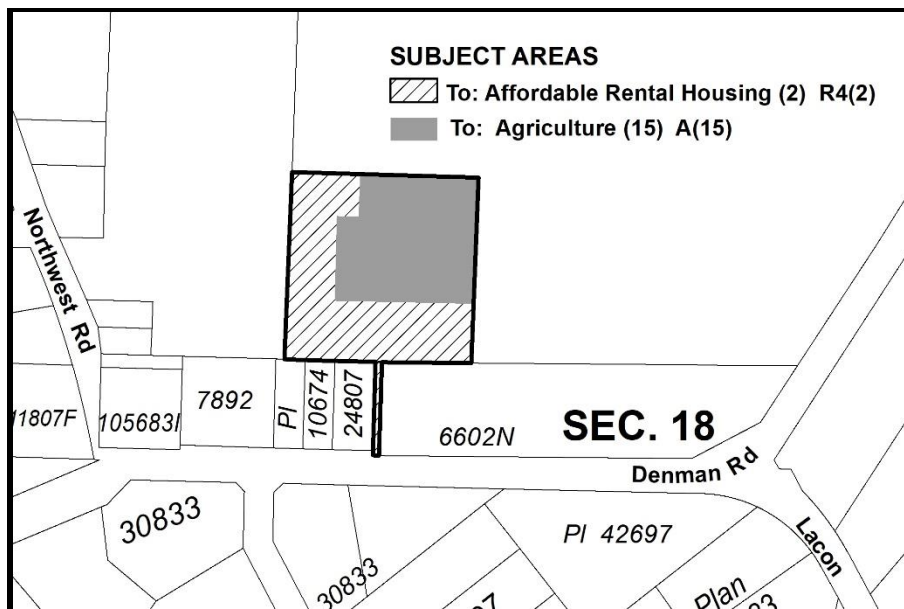 SUBJECT AREAS
To: Affordable Rental Housing (2) R4(2)
To: Agriculture (15) A(15)
Northwest Rd
11807F
105683I
7892
Pl
10674
24807
6602N
SEC. 18
Denman Rd
30833
30833
Pl 42697
Lacon
Plan